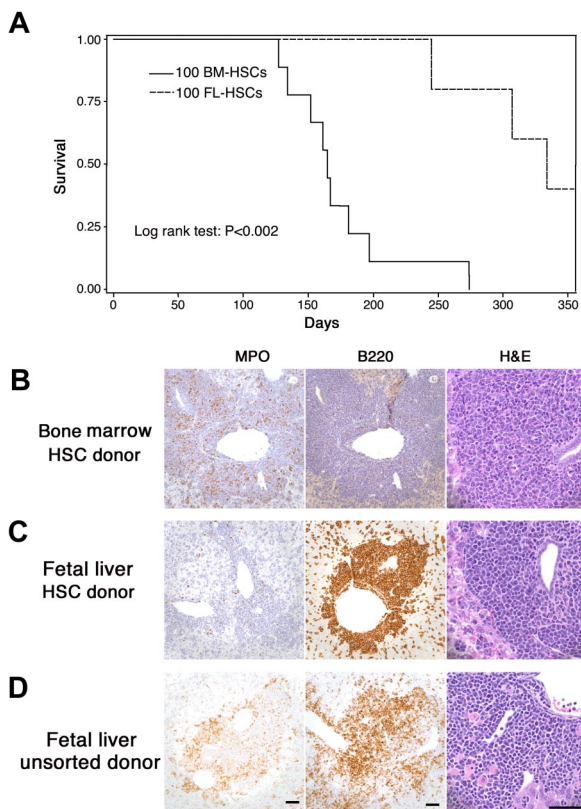 A
1.00
0.75
0.50
0.25
0.00
Survival
100 BM-HSCs
100 FL-HSCs
Log rank test: P<0.002
0 50 100 150 200 250 300 350
Days
MPO B220 H&E
B
Bone marrow
HSC donor
C
Fetal liver
HSC donor
D
Fetal liver
unsorted donor